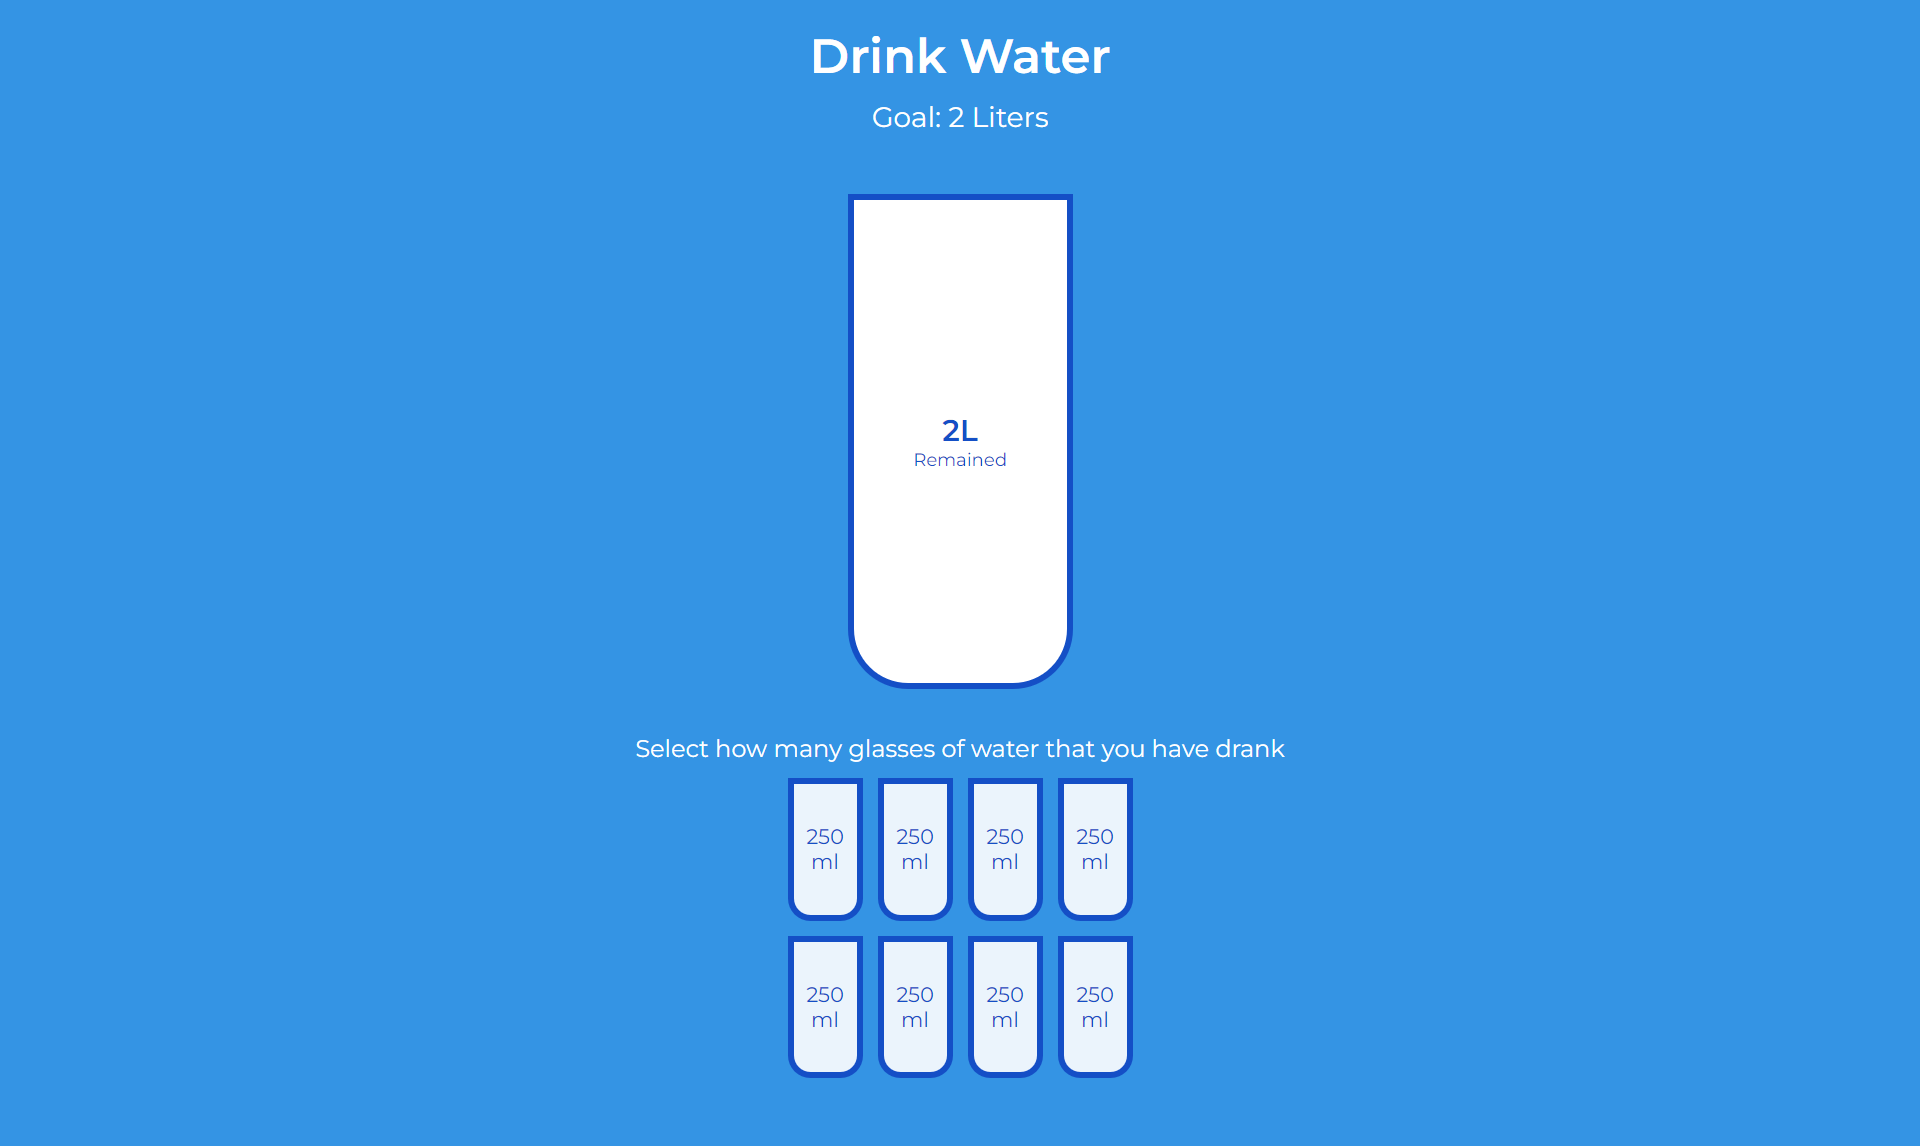 Drink Water
Goal: 2 Liters
2L
Remained
Select how many glasses of water that you have drank
250 250 250 250
ml ml ml ml
250 250 250 250
ml ml ml ml